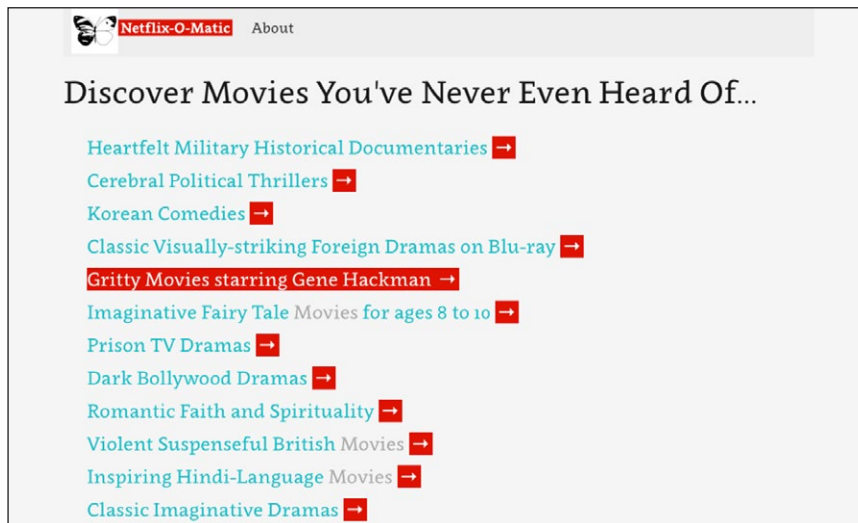 Netflix-O-Matic About
Discover Movies You've Never Even Heard Of...
Heartfelt Military Historical Documentaries →
Cerebral Political Thrillers →
Korean Comedies →
Classic Visually-striking Foreign Dramas on Blu-ray →
Gritty Movies starring Gene Hackman →
Imaginative Fairy Tale Movies for ages 8 to 10 →
Prison TV Dramas →
Dark Bollywood Dramas →
Romantic Faith and Spirituality →
Violent Suspenseful British Movies →
Inspiring Hindi-Language Movies →
Classic Imaginative Dramas →